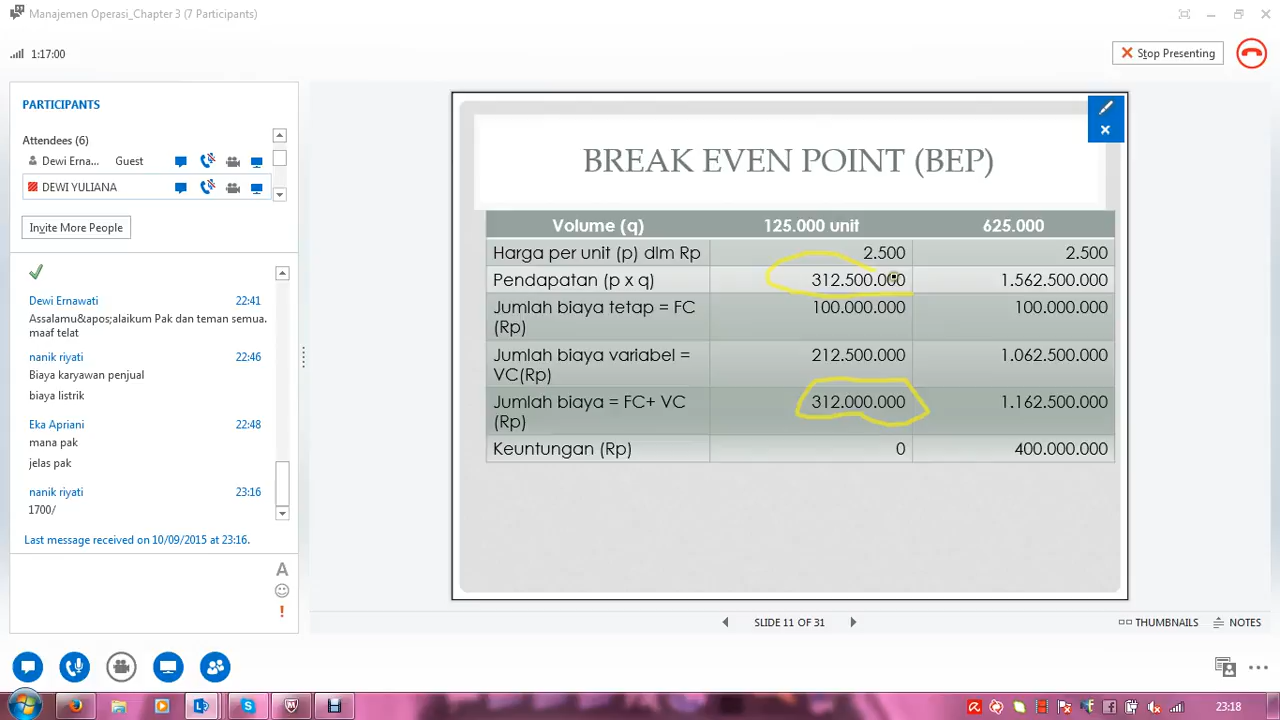 Manajemen Operasi_Chapter 3 (7 Participants)
1:17:00
Stop Presenting
PARTICIPANTS
Attendees (6)
Dewi Erna... Guest
DEWI YULIANA
Invite More People
Dewi Ernawati 22:41
Assalamu&apos;alaikum Pak dan teman semua.
maaf telat
nanik riyati 22:46
Biaya karyawan penjual
biaya listrik
Eka Apriani 22:48
mana pak
jelas pak
nanik riyati 23:16
1700/
Last message received on 10/09/2015 at 23:16.
BREAK EVEN POINT (BEP)
Volume (q) 125.000 unit 625.000
Harga per unit (p) dlm Rp 2.500 2.500
Pendapatan (p x q) 312.500.000 1.562.500.000
Jumlah biaya tetap = FC 100.000.000 100.000.000
(Rp)
Jumlah biaya variabel = 212.500.000 1.062.500.000
VC(Rp)
Jumlah biaya = FC+ VC 312.000.000 1.162.500.000
(Rp)
Keuntungan (Rp) 0 400.000.000
SLIDE 11 OF 31
THUMBNAILS
NOTES
23:18